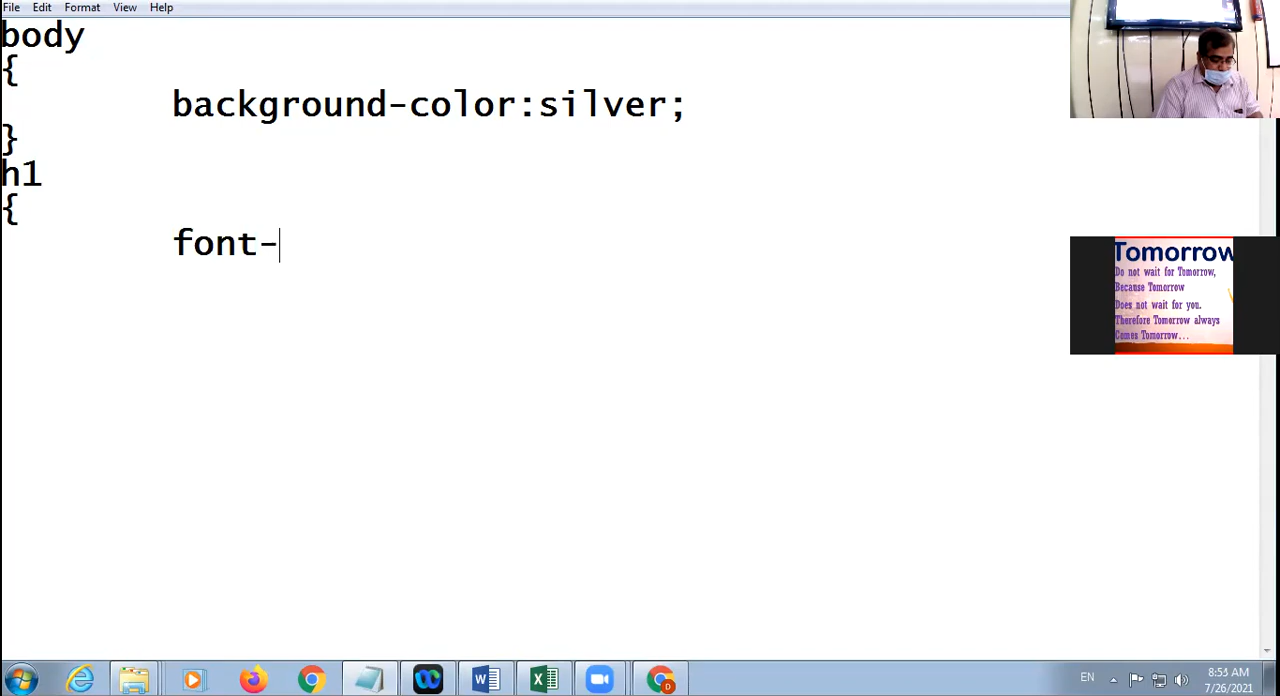 File Edit Format View Help
body
{
background-color:silver;
}
h1
{
font-
Tomorrow
Do not wait for Tomorrow,
Because Tomorrow
Does not wait for you.
Therefore Tomorrow always
Comes Tomorrow...
EN
8:51 AM
7/26/2021